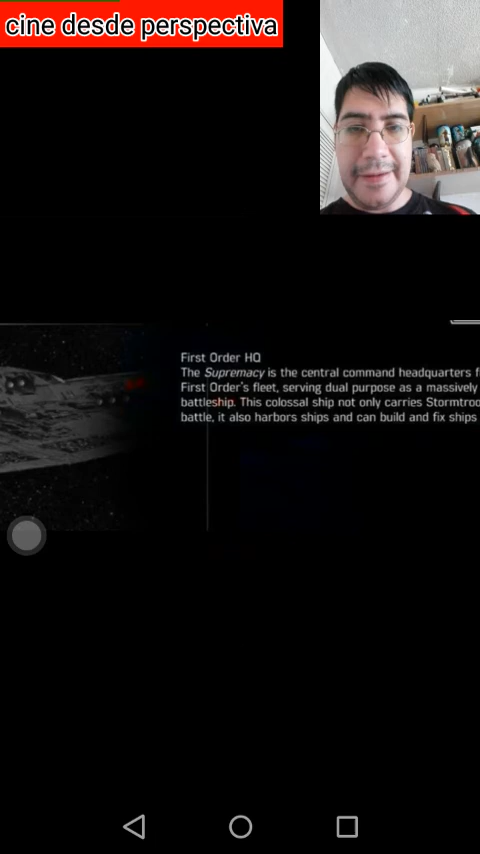 cine desde perspectiva
First Order HQ
The Supremacy is the central command headquarters f
First Order's fleet, serving dual purpose as a massively
battleship. This colossal ship not only carries Stormtroo
battle, it also harbors ships and can build and fix ships